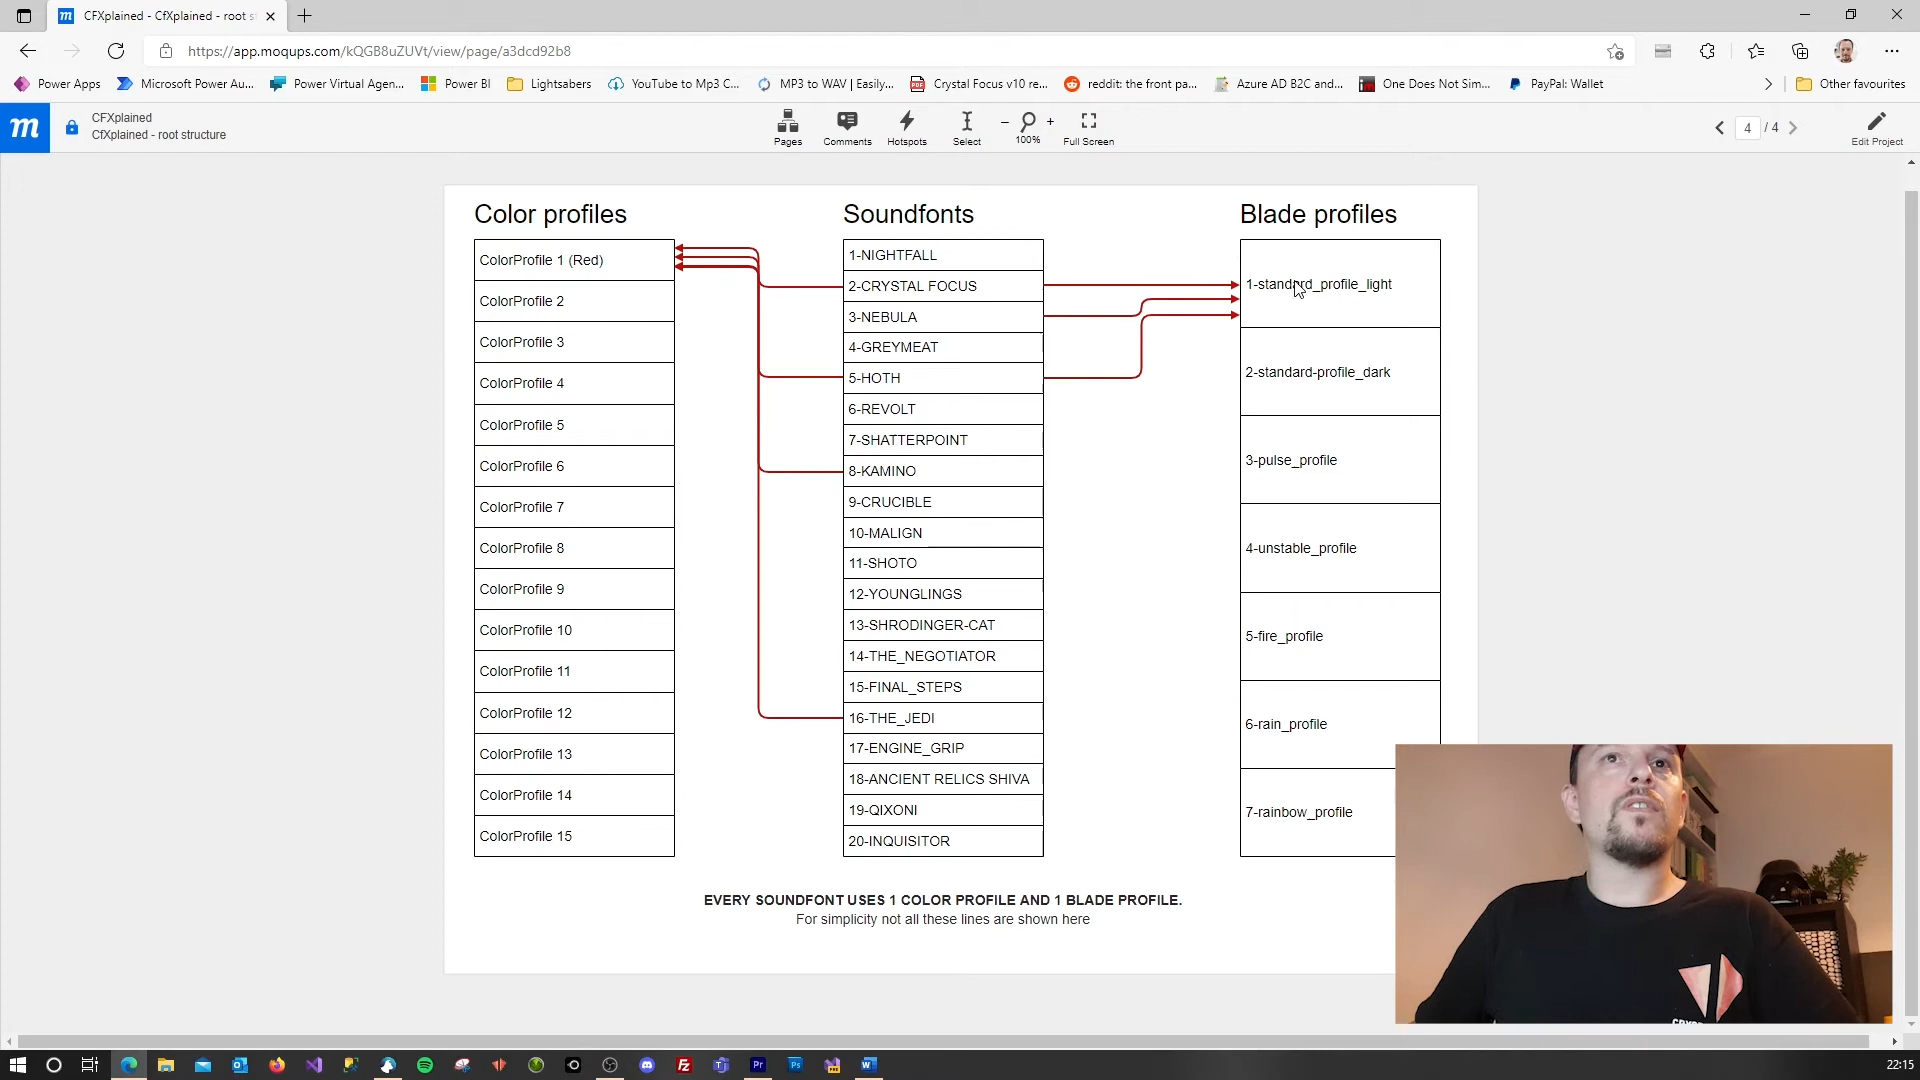 CFXplained - CfXplained - root s
https://app.moqups.com/kQGB8uZUVt/view/page/a3dcd92b8
Power Apps
Microsoft Power Au...
Power Virtual Agen...
Power BI
Lightsabers
YouTube to Mp3 C...
MP3 to WAV | Easily...
Crystal Focus v10 re...
reddit: the front pa...
Azure AD B2C and...
One Does Not Sim...
PayPal: Wallet
Other favourites
m
CFXplained
CfXplained - root structure
Pages
Comments
Hotspots
Select
100%
Full Screen
4 / 4
Edit Project
Color profiles
ColorProfile 1 (Red)
ColorProfile 2
ColorProfile 3
ColorProfile 4
ColorProfile 5
ColorProfile 6
ColorProfile 7
ColorProfile 8
ColorProfile 9
ColorProfile 10
ColorProfile 11
ColorProfile 12
ColorProfile 13
ColorProfile 14
ColorProfile 15
Soundfonts
1-NIGHTFALL
2-CRYSTAL FOCUS
3-NEBULA
4-GREYMEAT
5-HOTH
6-REVOLT
7-SHATTERPOINT
8-KAMINO
9-CRUCIBLE
10-MALIGN
11-SHOTO
12-YOUNGLINGS
13-SHRODINGER-CAT
14-THE_NEGOTIATOR
15-FINAL_STEPS
16-THE_JEDI
17-ENGINE_GRIP
18-ANCIENT RELICS SHIVA
19-QIXONI
20-INQUISITOR
Blade profiles
1-standard_profile_light
2-standard-profile_dark
3-pulse_profile
4-unstable_profile
5-fire_profile
6-rain_profile
7-rainbow_profile
EVERY SOUNDFONT USES 1 COLOR PROFILE AND 1 BLADE PROFILE.
For simplicity not all these lines are shown here
22:15